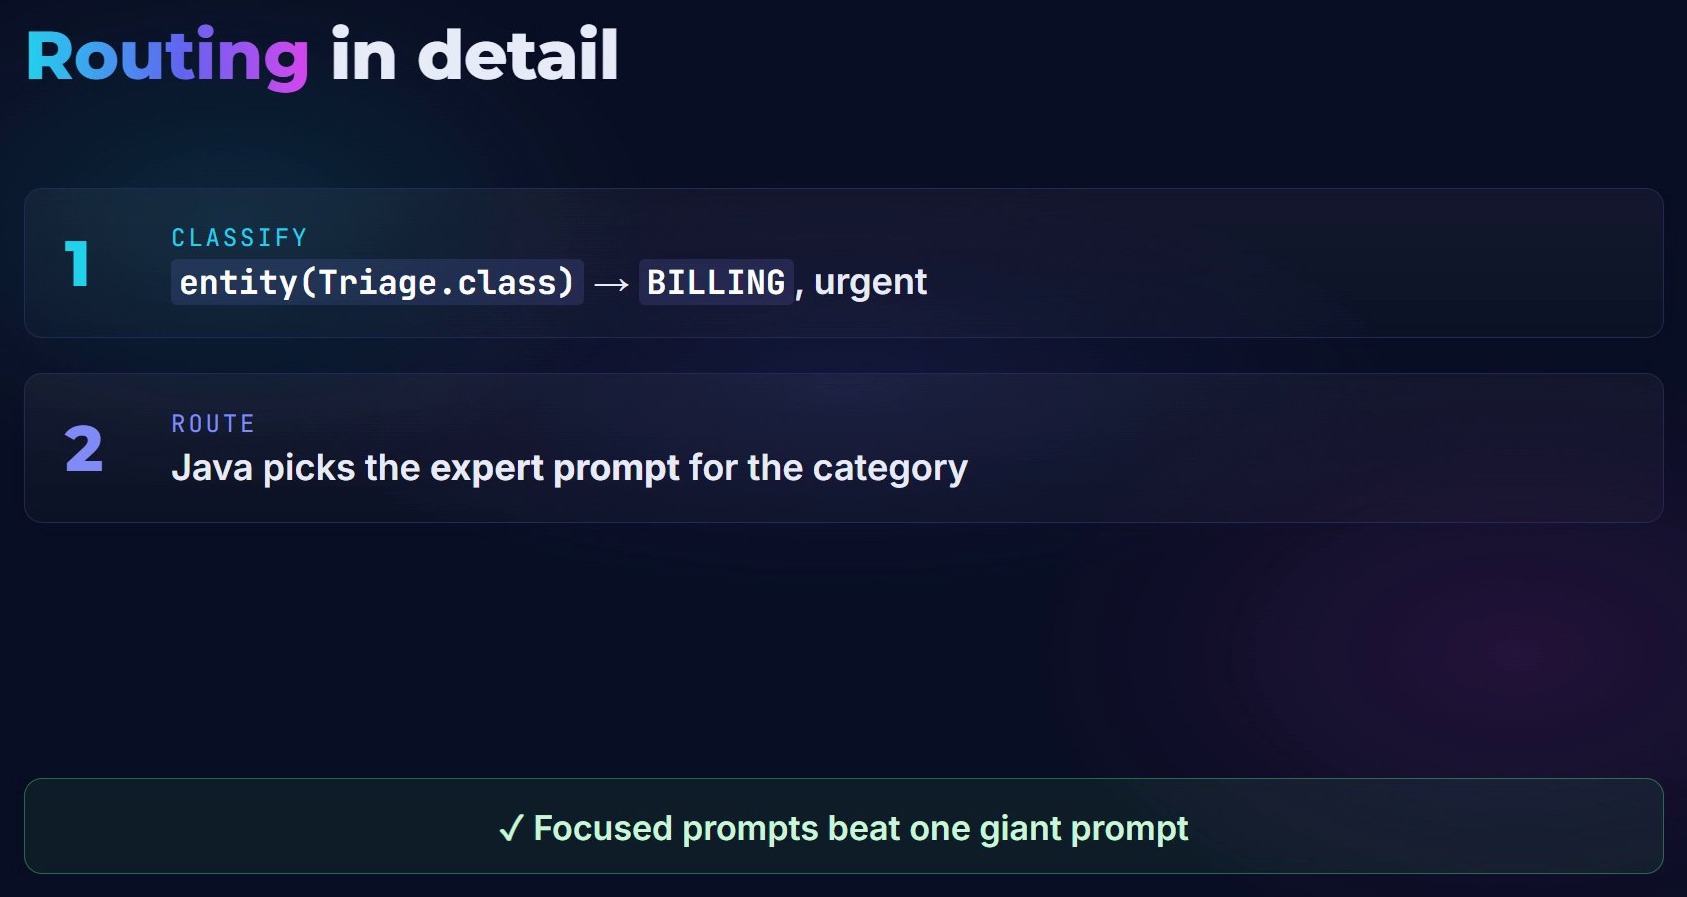 Routing in detail
1
CLASSIFY
entity(Triage.class) → BILLING, urgent
2
ROUTE
Java picks the expert prompt for the category
✓ Focused prompts beat one giant prompt